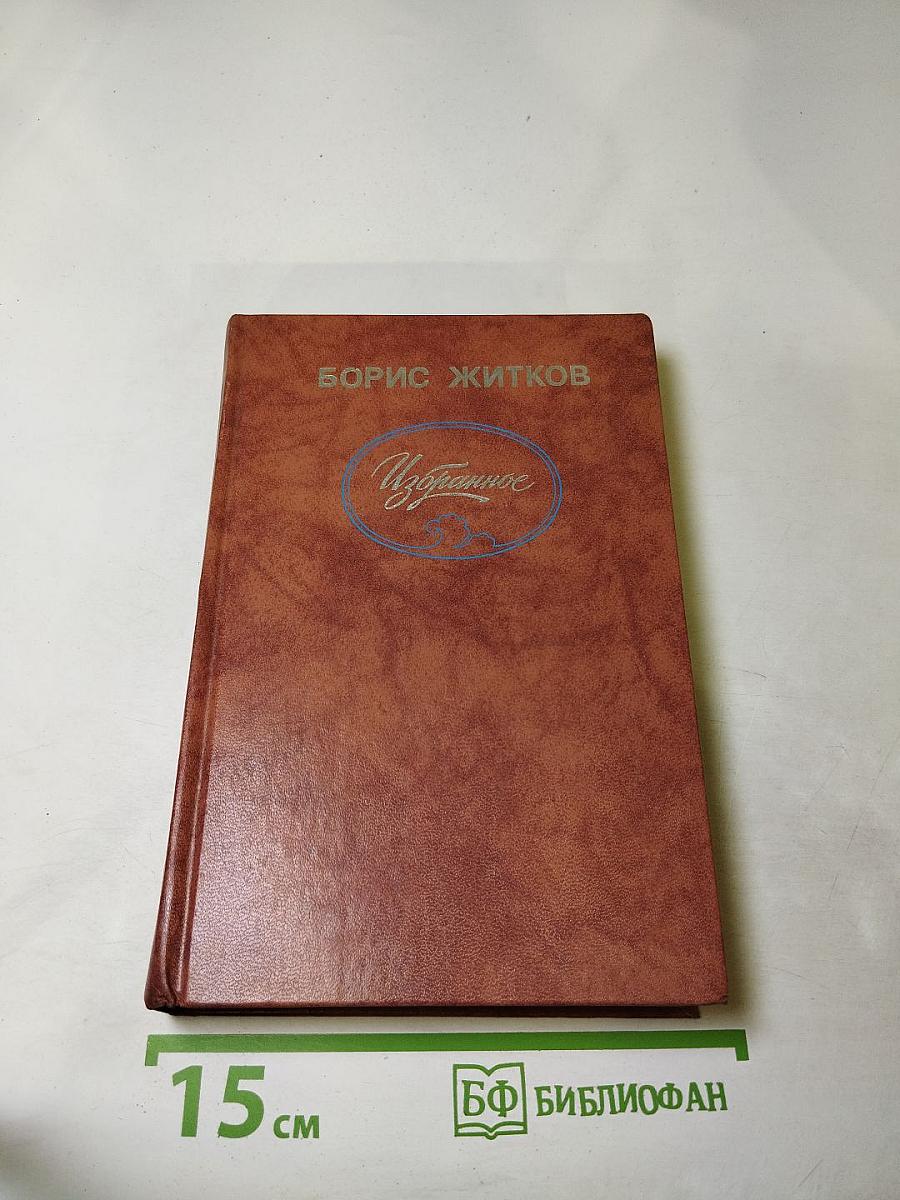 БОРИС ЖИТКОВ
Избранное
15 см
БФ БИБЛИОФАН